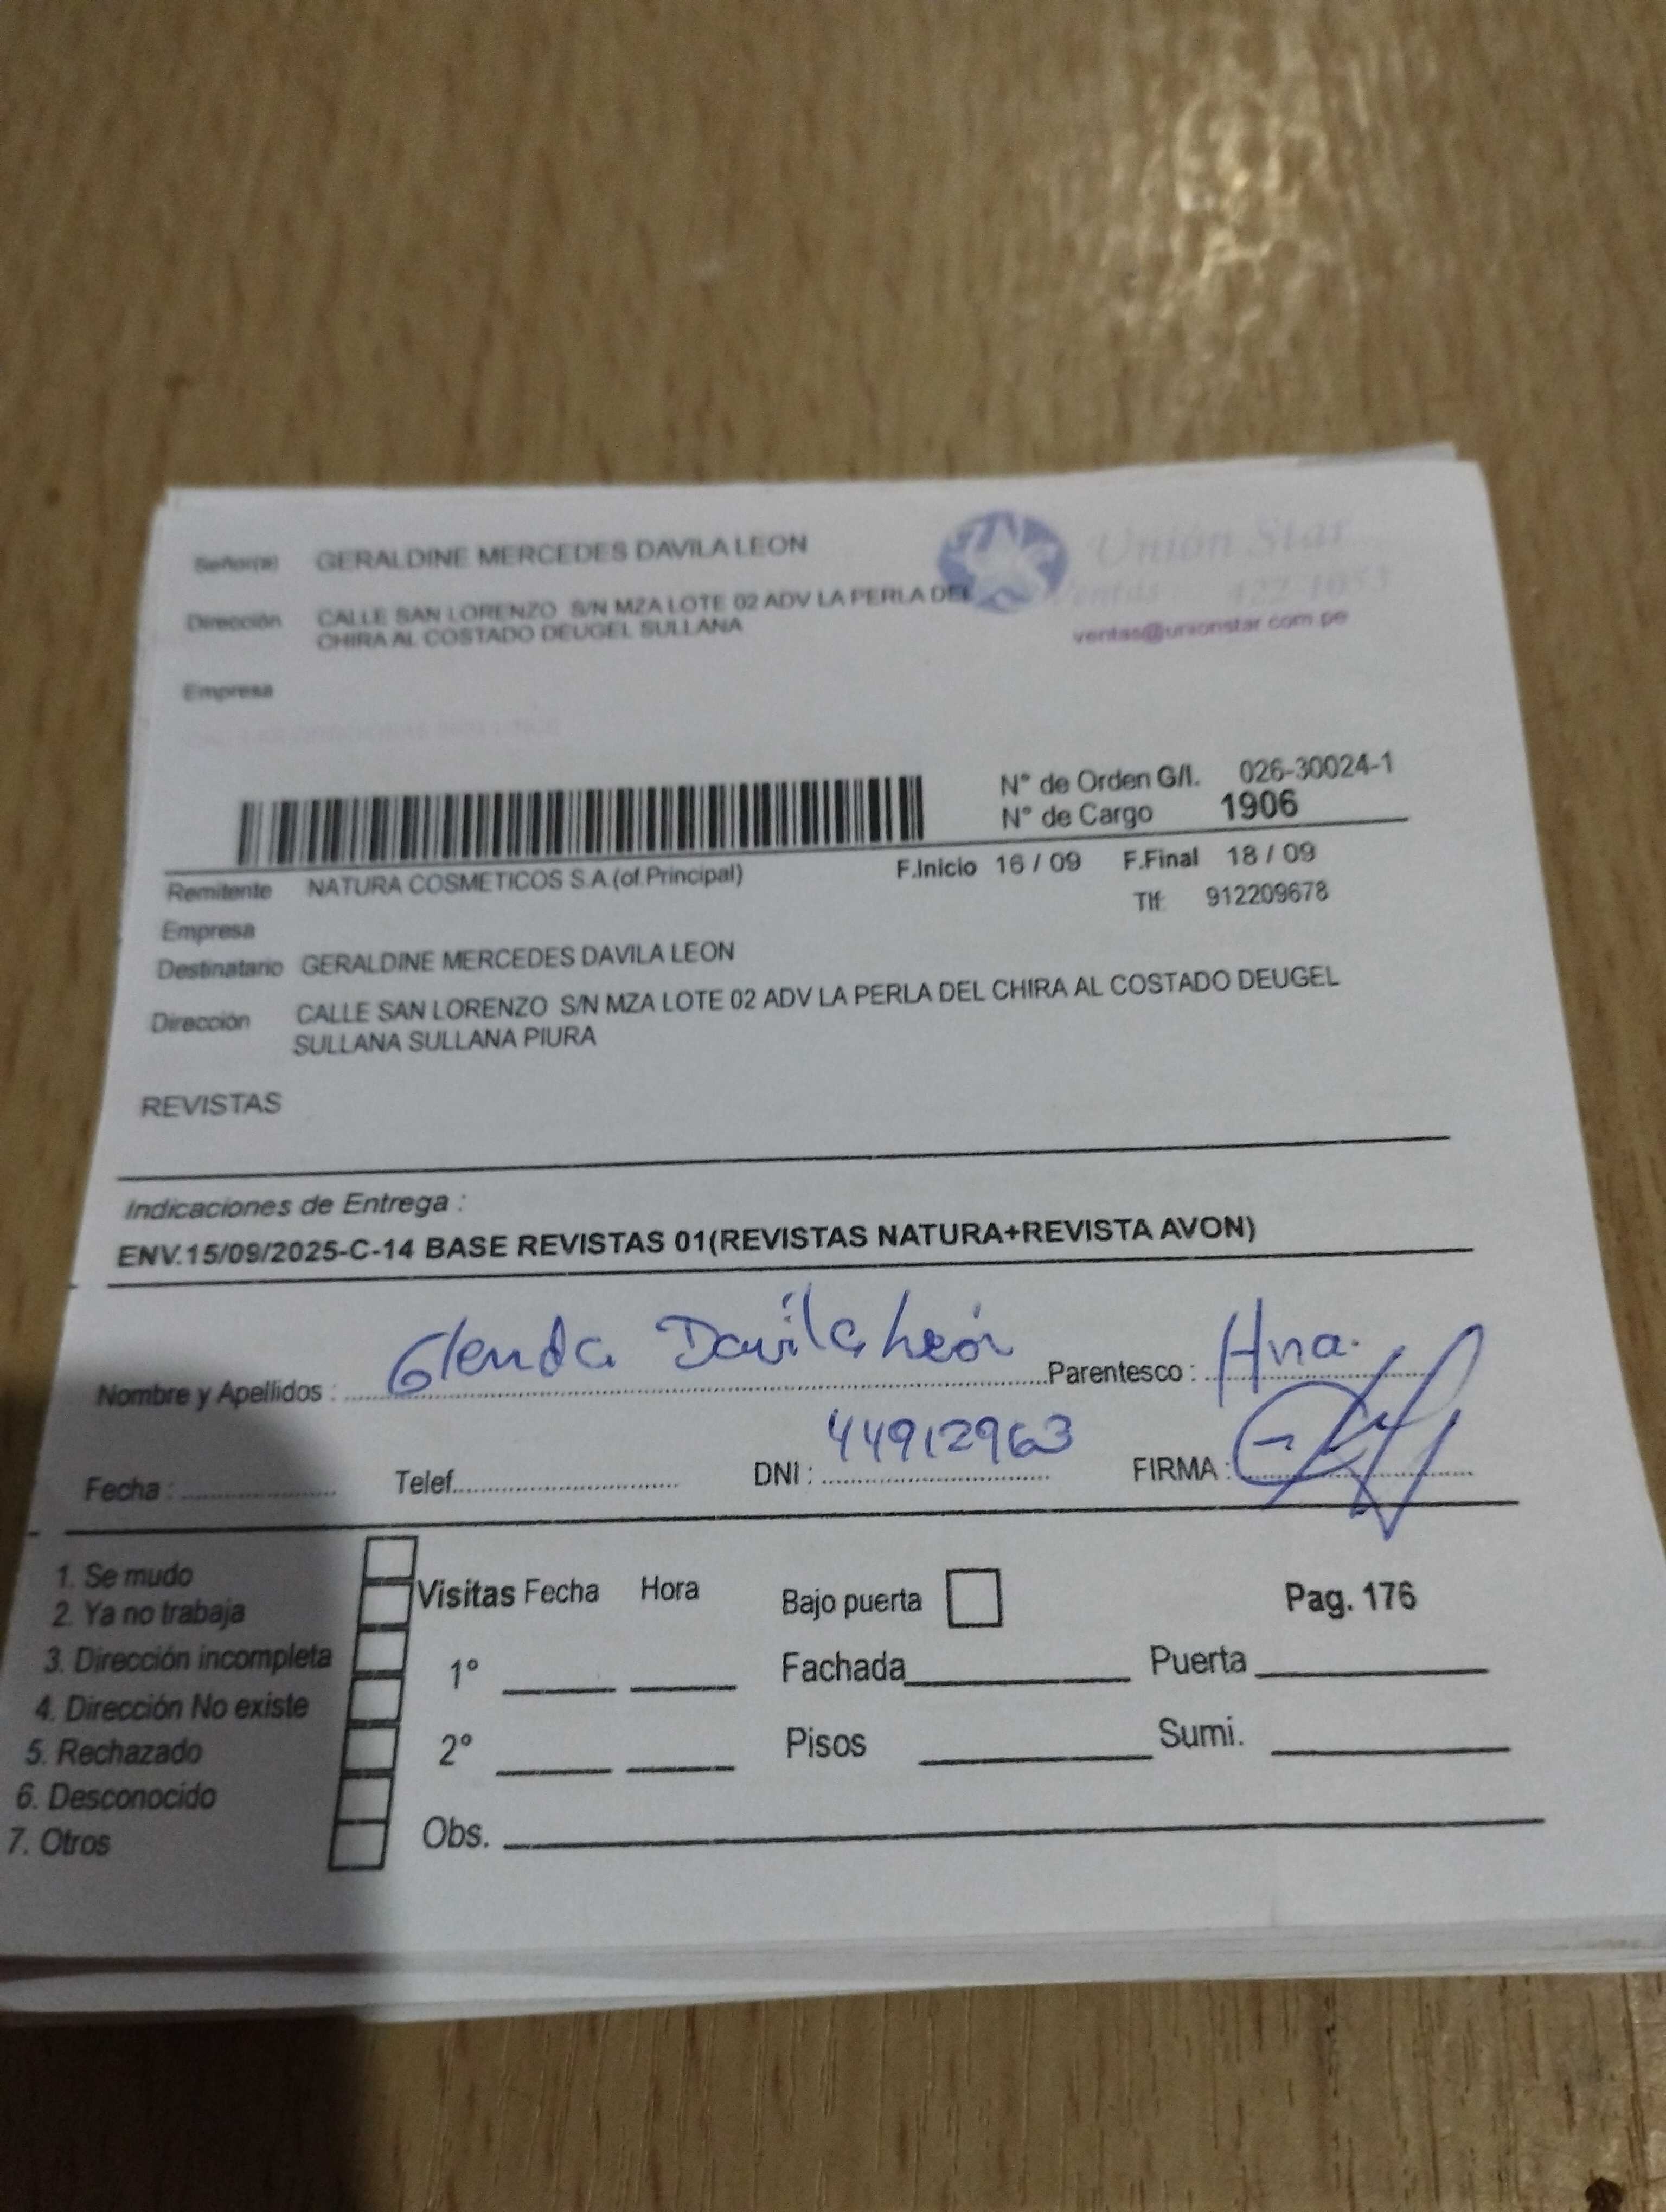 Señor(a) GERALDINE MERCEDES DAVILA LEON
Unión Star
Dirección CALLE SAN LORENZO S/N MZA LOTE 02 ADV LA PERLA DEL
CHIRA AL COSTADO DEUGEL SULLANA
Ventas
ventas@unionstar.com.pe
Empresa
N° de Orden G/I. 026-30024-1
N° de Cargo 1906
Remitente NATURA COSMETICOS S.A.(of.Principal) F.Inicio 16 / 09 F.Final 18 / 09
Empresa Tlf: 912209678
Destinatario GERALDINE MERCEDES DAVILA LEON
Dirección CALLE SAN LORENZO S/N MZA LOTE 02 ADV LA PERLA DEL CHIRA AL COSTADO DEUGEL
SULLANA SULLANA PIURA
REVISTAS
Indicaciones de Entrega :
ENV.15/09/2025-C-14 BASE REVISTAS 01(REVISTAS NATURA+REVISTA AVON)
Nombre y Apellidos : Glenda Davila León Parentesco : Hna.
Fecha : Telef. DNI : 44912963 FIRMA :
1. Se mudo
2. Ya no trabaja
3. Dirección incompleta
4. Dirección No existe
5. Rechazado
6. Desconocido
7. Otros
Visitas Fecha Hora Bajo puerta Pag. 176
1° Fachada Puerta
2° Pisos Sumi.
Obs.